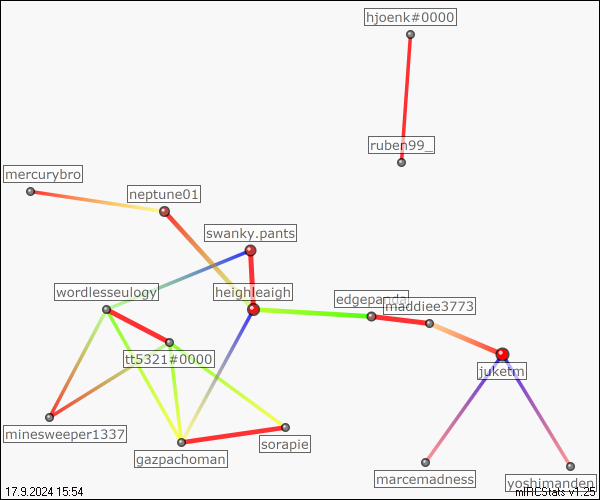 hjoenk#0000
ruben99_
mercurybro
neptune01
swanky.pants
wordlesseulogy
heighleaigh
maddiee3773
tt5321#0000
juketm
minesweeper1337
sorapie
gazpachoman
marcemadness
yoshimanden
17.9.2024 15:54
mIRCStats v1.25